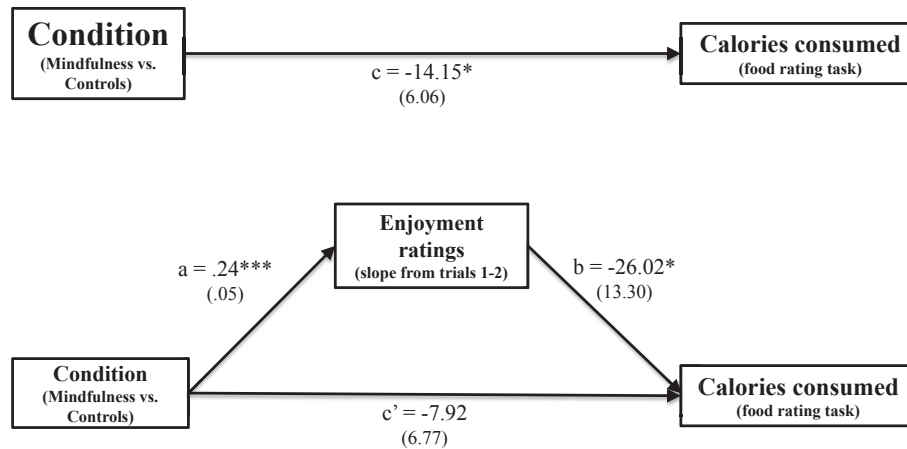 Condition
(Mindfulness vs.
Controls)
c = -14.15*
(6.06)
Calories consumed
(food rating task)
Enjoyment
ratings
(slope from trials 1-2)
a = .24***
(.05)
b = -26.02*
(13.30)
Condition
(Mindfulness vs.
Controls)
c’ = -7.92
(6.77)
Calories consumed
(food rating task)